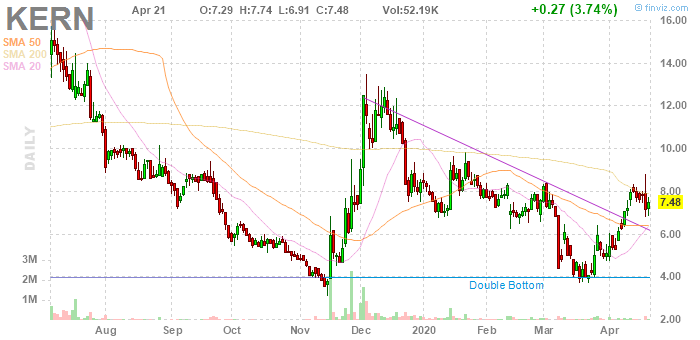 © finviz.com
KERN
Apr 21 O:7.29 H:7.74 L:6.91 C:7.48 Vol:52.19K +0.27 (3.74%)
SMA 50
SMA 200
SMA 20
DAILY
16.00
14.00
12.00
10.00
8.00
7.48
6.00
4.00
2.00
3M
2M
1M
Double Bottom
Aug Sep Oct Nov Dec 2020 Feb Mar Apr